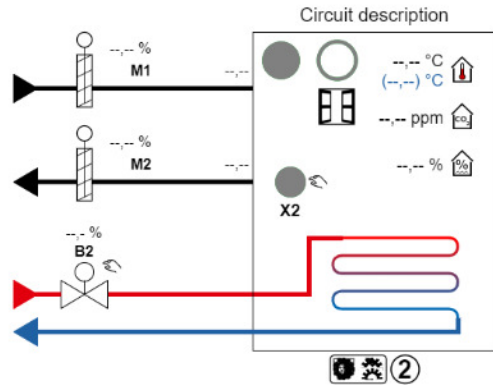 Circuit description
--,-- %
M1
--,--
--,-- °C
(--,--) °C
--,-- ppm
CO₂
--,-- %
M2
--,--
--,-- %
%
X2
--,- %
B2
2